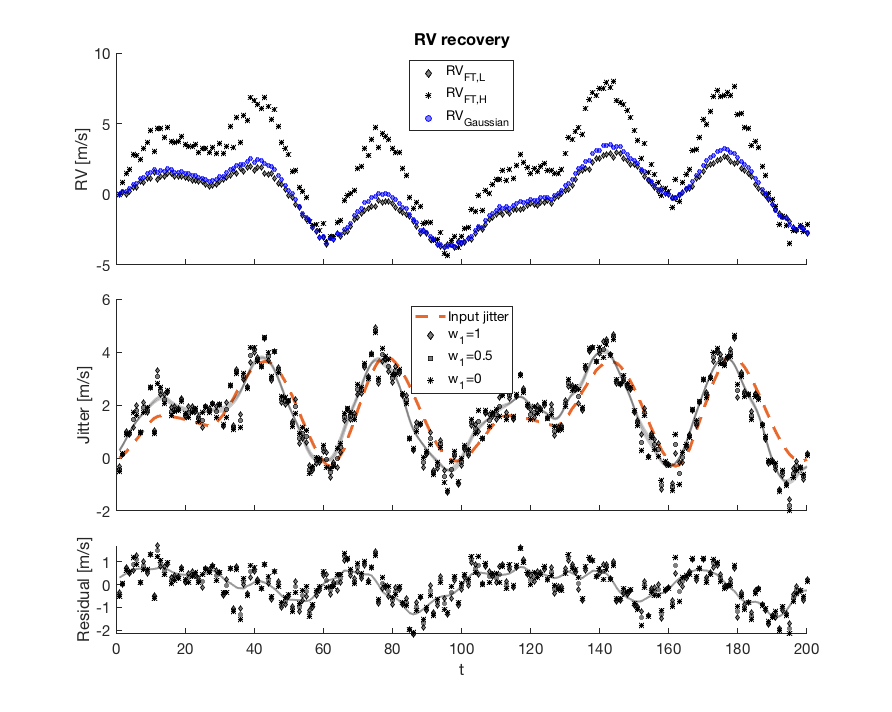 RV recovery
10
5
0
-5
RV [m/s]
RV_FT,L
RV_FT,H
RV_Gaussian
6
4
2
0
-2
Jitter [m/s]
Input jitter
w_1=1
w_1=0.5
w_1=0
1
0
-1
-2
Residual [m/s]
0 20 40 60 80 100 120 140 160 180 200
t